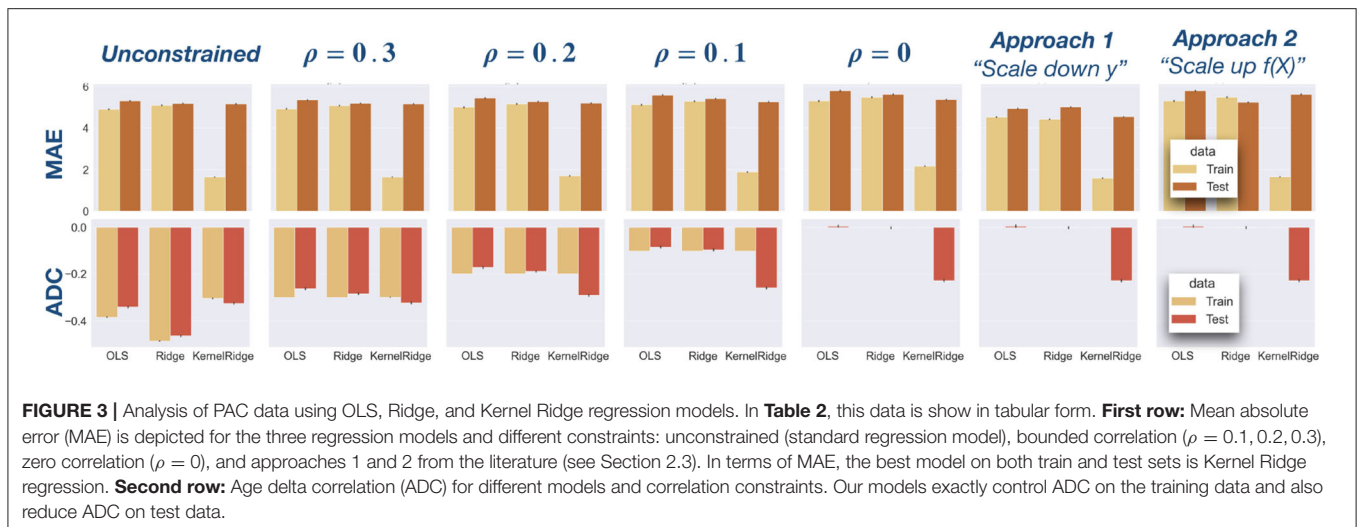 Unconstrained ρ = 0.3 ρ = 0.2 ρ = 0.1 ρ = 0 Approach 1 Approach 2
"Scale down y" "Scale up f(X)"
MAE
6
4
2
0
data
Train
Test
ADC
0.0
−0.2
−0.4
data
Train
Test
OLS Ridge KernelRidge OLS Ridge KernelRidge OLS Ridge KernelRidge OLS Ridge KernelRidge OLS Ridge KernelRidge OLS Ridge KernelRidge OLS Ridge KernelRidge
FIGURE 3 | Analysis of PAC data using OLS, Ridge, and Kernel Ridge regression models. In Table 2, this data is show in tabular form. First row: Mean absolute
error (MAE) is depicted for the three regression models and different constraints: unconstrained (standard regression model), bounded correlation (ρ = 0.1, 0.2, 0.3),
zero correlation (ρ = 0), and approaches 1 and 2 from the literature (see Section 2.3). In terms of MAE, the best model on both train and test sets is Kernel Ridge
regression. Second row: Age delta correlation (ADC) for different models and correlation constraints. Our models exactly control ADC on the training data and also
reduce ADC on test data.